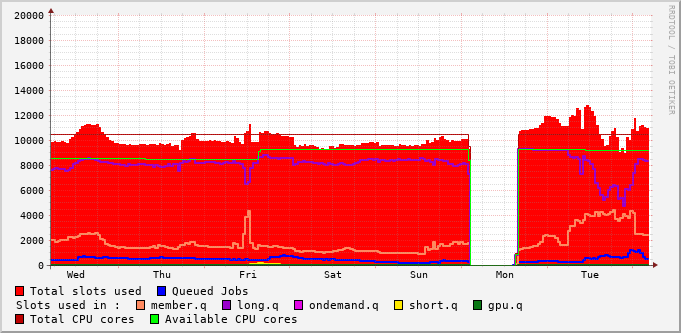 RRDTOOL / TOBI OETIKER
20000
18000
16000
14000
12000
10000
8000
6000
4000
2000
0
Wed Thu Fri Sat Sun Mon Tue
Total slots used Queued Jobs
Slots used in : member.q long.q ondemand.q short.q gpu.q
Total CPU cores Available CPU cores